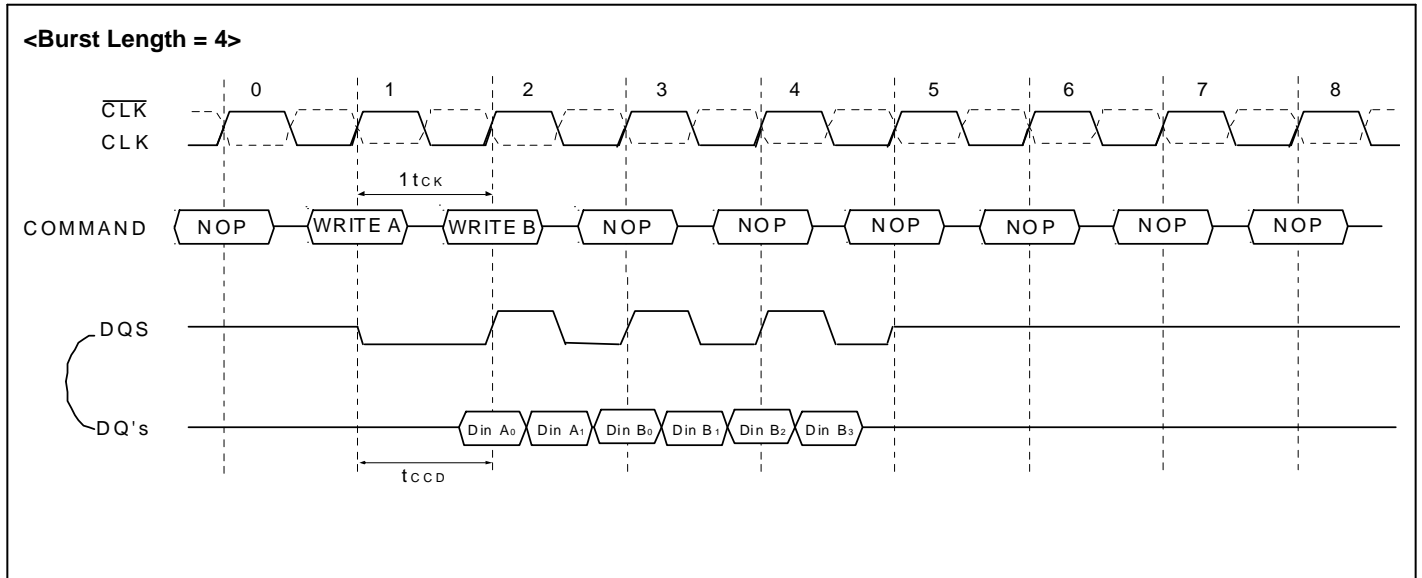 <Burst Length = 4>
0 1 2 3 4 5 6 7 8
CLK
CLK
1 tCK
COMMAND NOP WRITE A WRITE B NOP NOP NOP NOP NOP NOP
DQS
DQ's Din A0 Din A1 Din B0 Din B1 Din B2 Din B3
tCCD